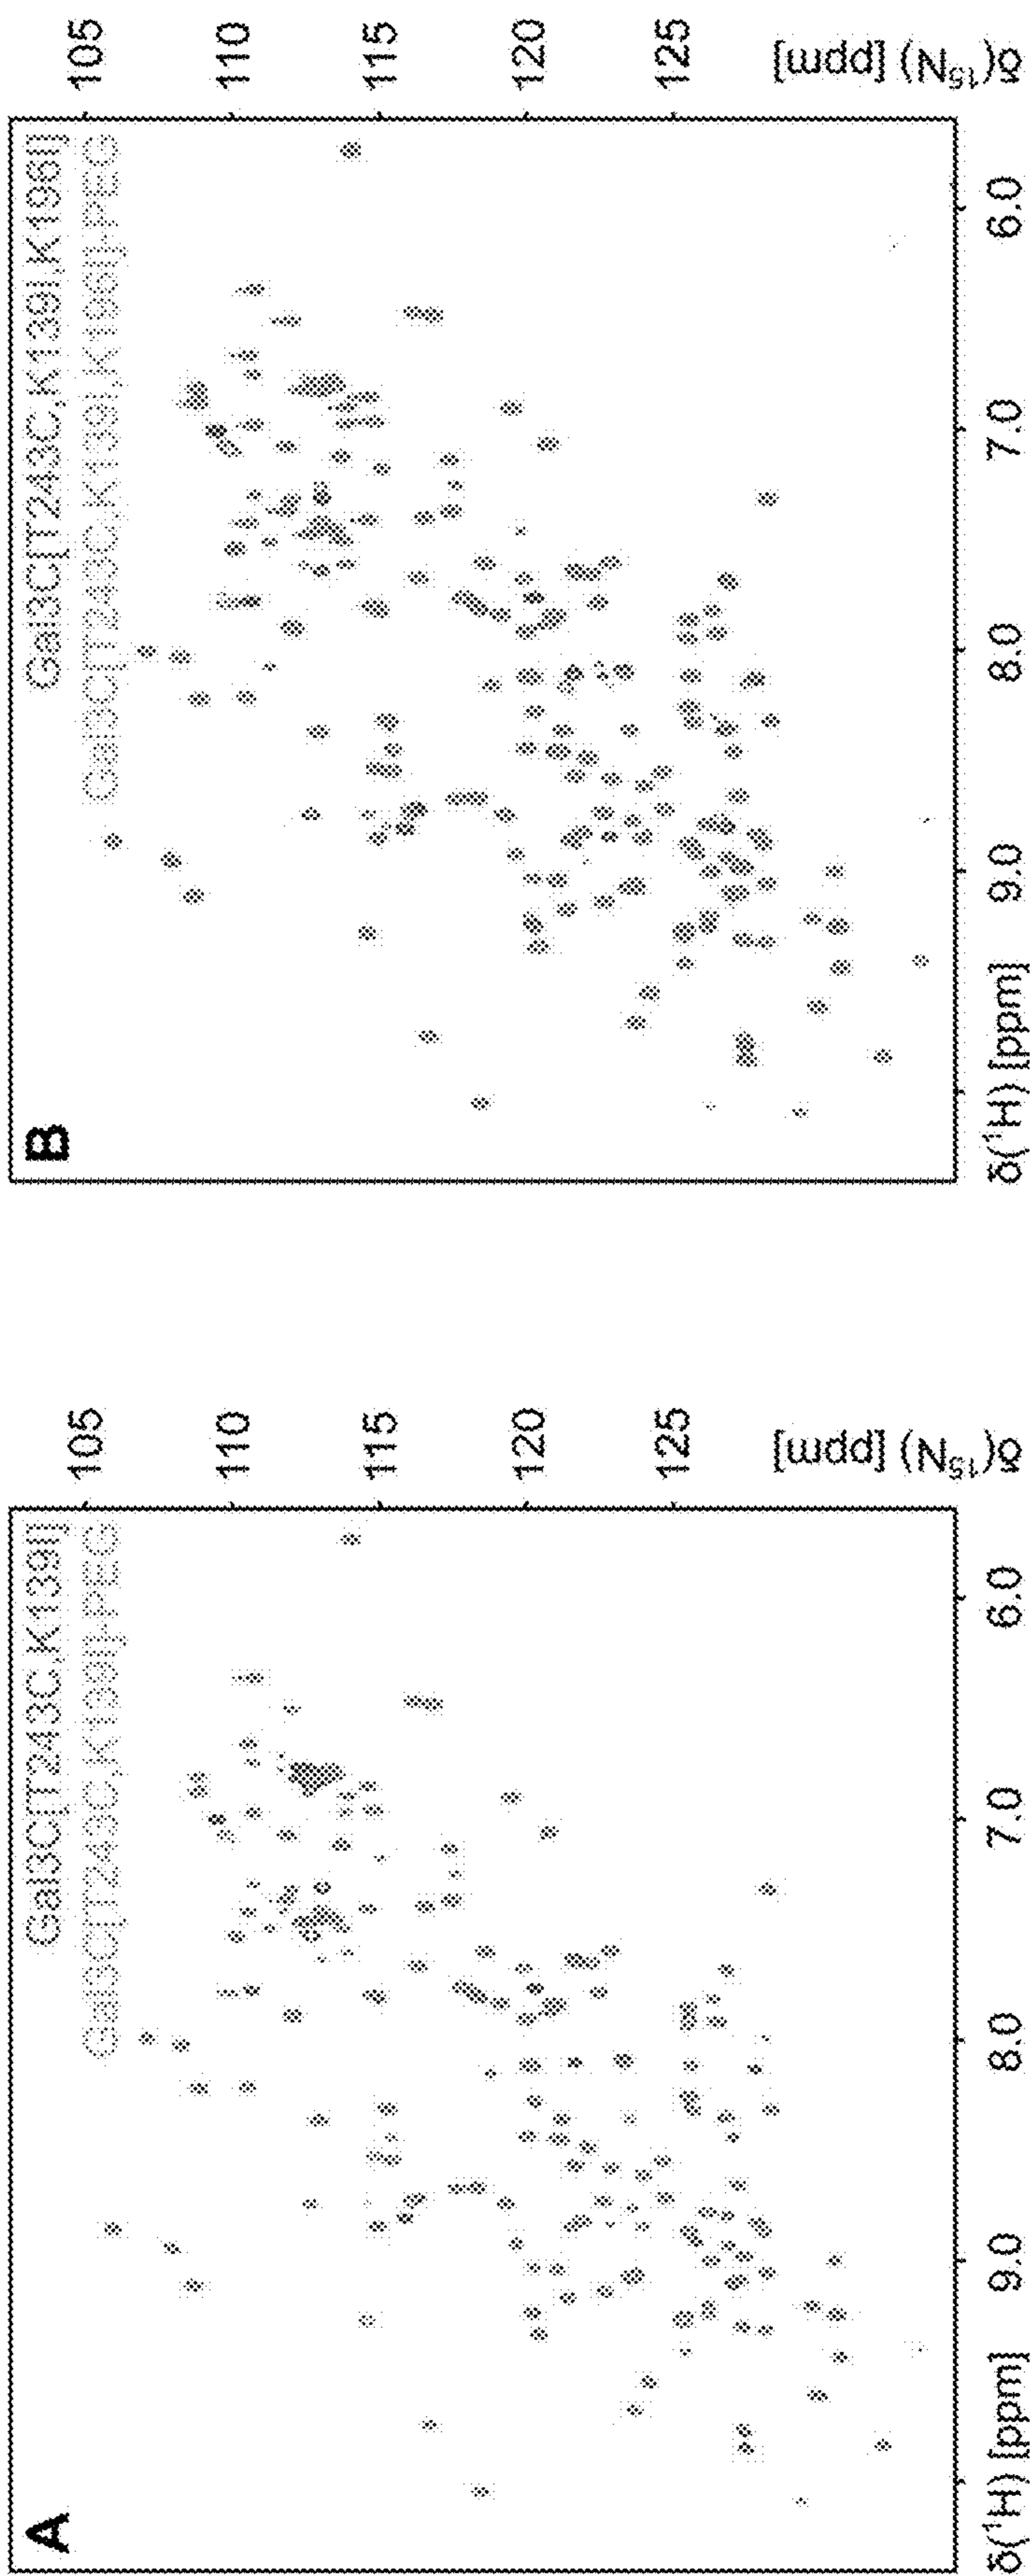 A
Gal3C[T243C,K139I]
Gal3C[T243C,K139I]-PEG
105
110
115
120
125
δ(¹⁵N) [ppm]
δ(¹H) [ppm]
9.0
8.0
7.0
6.0
B
Gal3C[T243C,K139I,K196I]
Gal3C[T243C,K139I,K196I]-PEG
105
110
115
120
125
δ(¹⁵N) [ppm]
δ(¹H) [ppm]
9.0
8.0
7.0
6.0